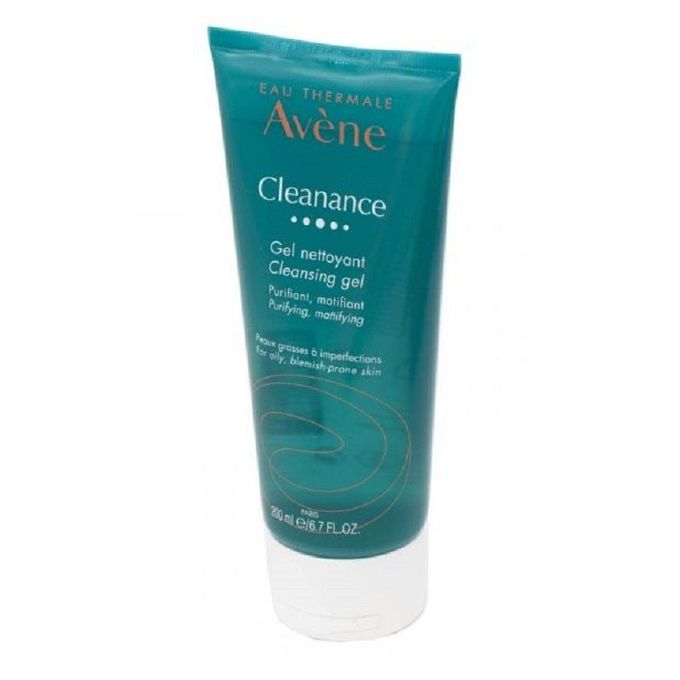 EAU THERMALE
Avène
Cleanance
Gel nettoyant
Cleansing gel
Purifiant, matifiant
Purifying, mattifying
Peaux grasses à imperfections
For oily, blemish-prone skin
PARIS
200 ml ℮/6.7 FL.OZ.